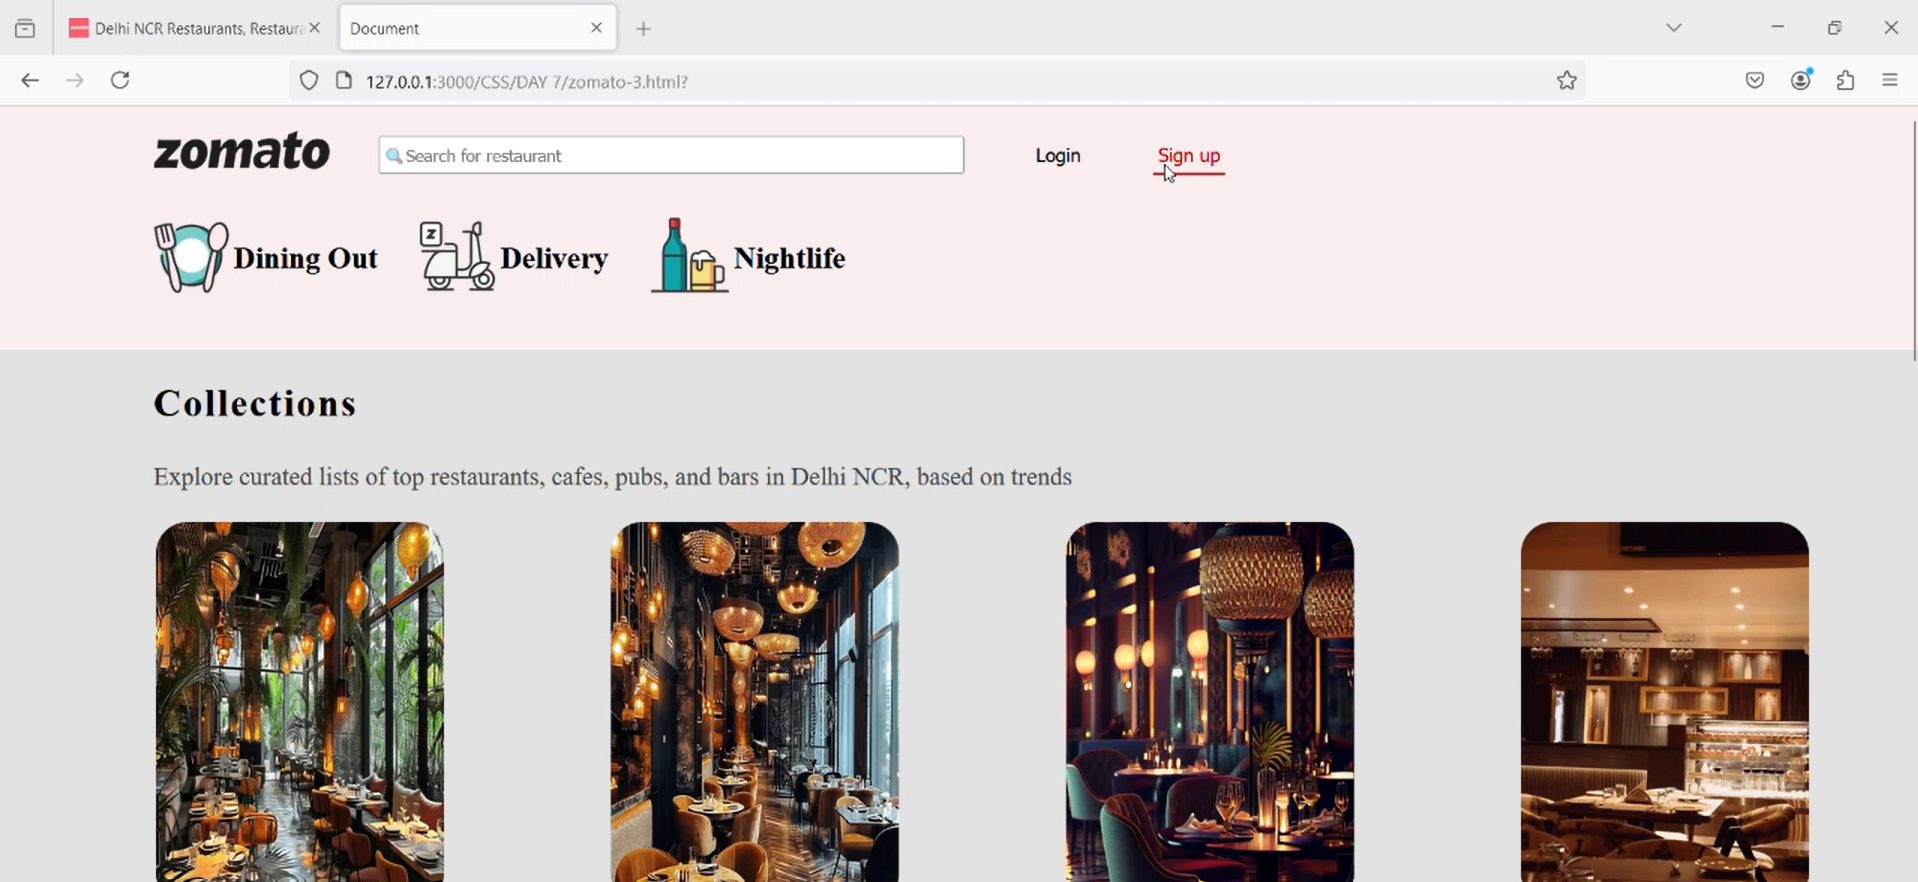 Delhi NCR Restaurants, Restaura
Document
127.0.0.1:3000/CSS/DAY 7/zomato-3.html?
zomato
Search for restaurant
Login
Sign up
Dining Out
Z
Delivery
Nightlife
Collections
Explore curated lists of top restaurants, cafes, pubs, and bars in Delhi NCR, based on trends